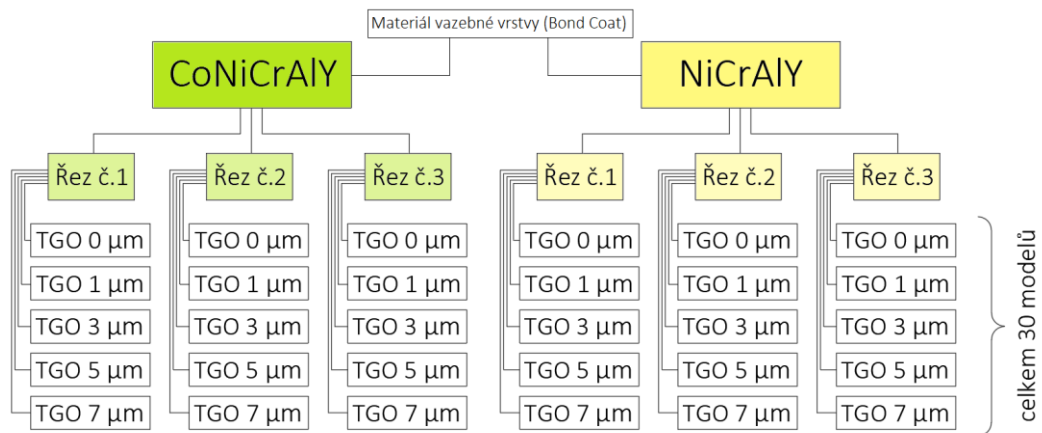 Materiál vazebné vrstvy (Bond Coat)
CoNiCrAlY
NiCrAlY
Řez č.1
Řez č.2
Řez č.3
Řez č.1
Řez č.2
Řez č.3
TGO 0 µm
TGO 0 µm
TGO 0 µm
TGO 0 µm
TGO 0 µm
TGO 0 µm
TGO 1 µm
TGO 1 µm
TGO 1 µm
TGO 1 µm
TGO 1 µm
TGO 1 µm
TGO 3 µm
TGO 3 µm
TGO 3 µm
TGO 3 µm
TGO 3 µm
TGO 3 µm
TGO 5 µm
TGO 5 µm
TGO 5 µm
TGO 5 µm
TGO 5 µm
TGO 5 µm
TGO 7 µm
TGO 7 µm
TGO 7 µm
TGO 7 µm
TGO 7 µm
TGO 7 µm
celkem 30 modelů